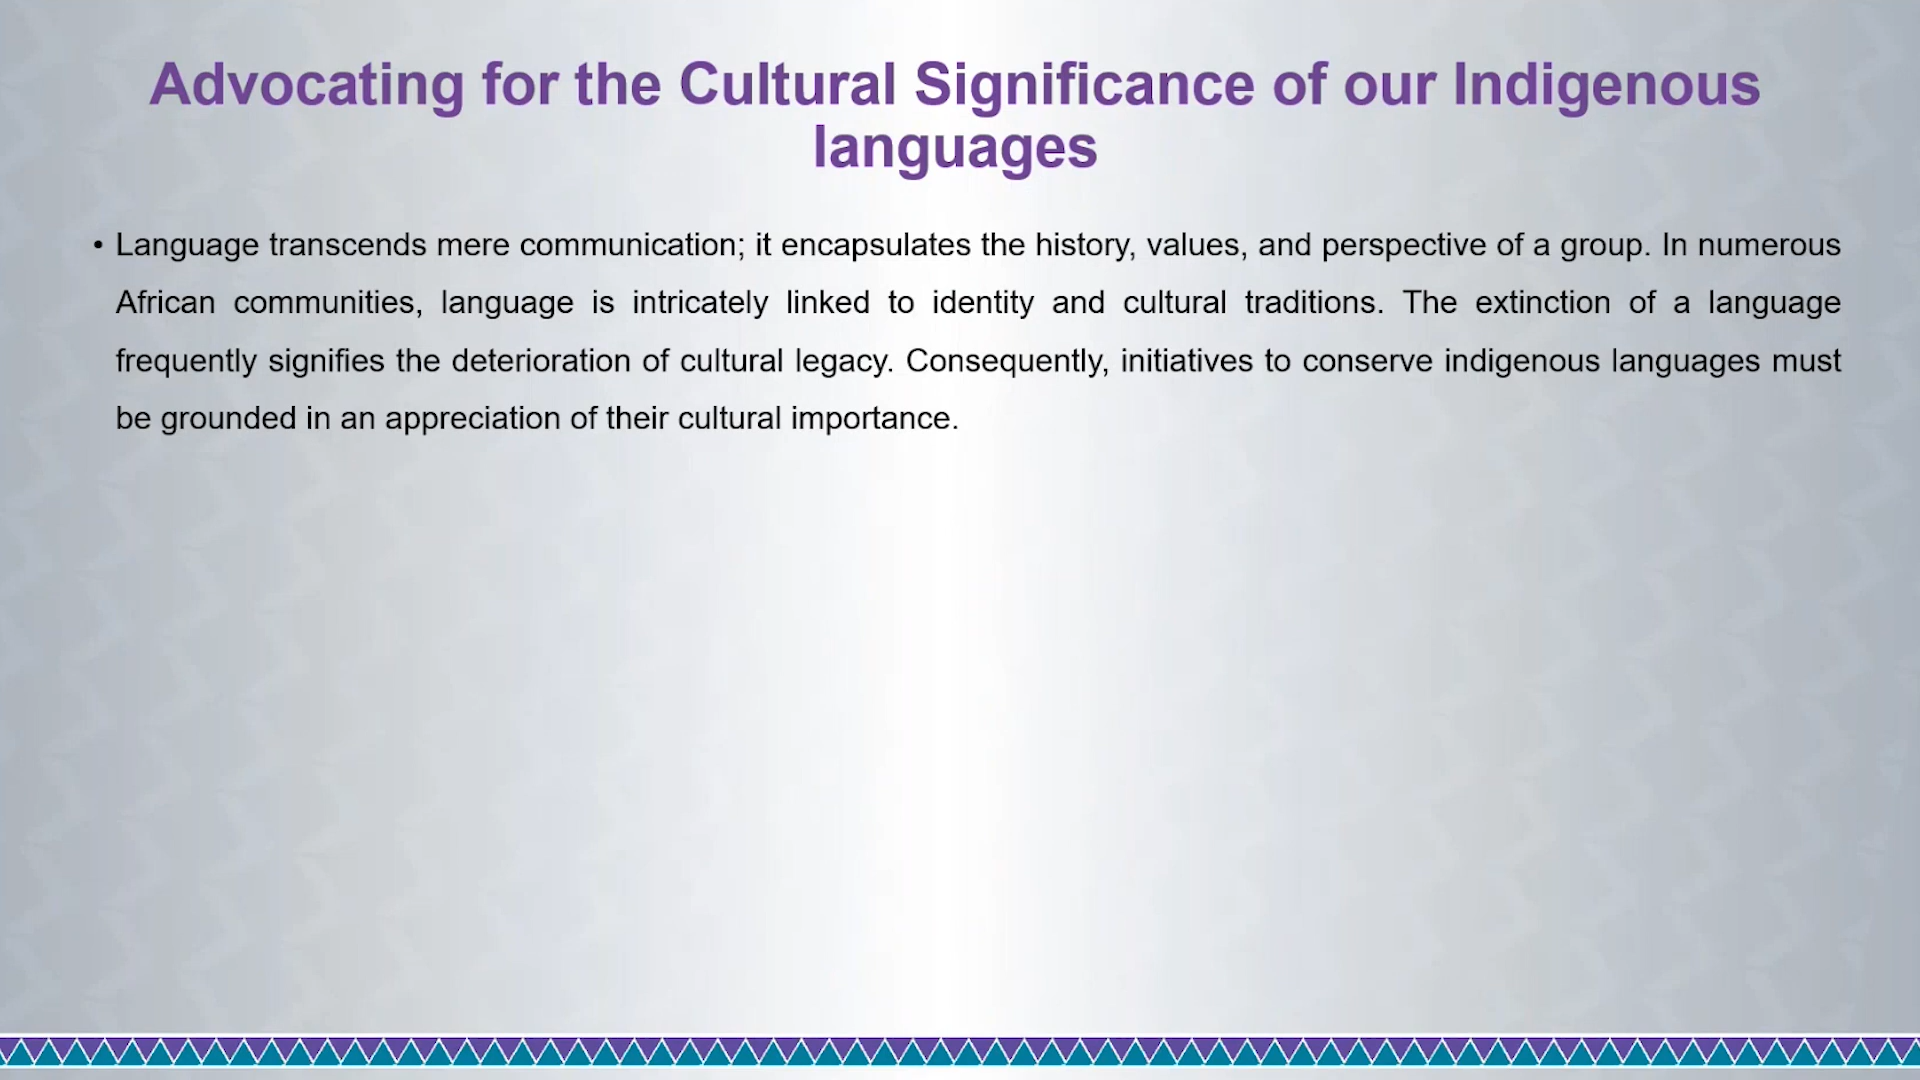 Advocating for the Cultural Significance of our Indigenous
languages
• Language transcends mere communication; it encapsulates the history, values, and perspective of a group. In numerous
African communities, language is intricately linked to identity and cultural traditions. The extinction of a language
frequently signifies the deterioration of cultural legacy. Consequently, initiatives to conserve indigenous languages must
be grounded in an appreciation of their cultural importance.